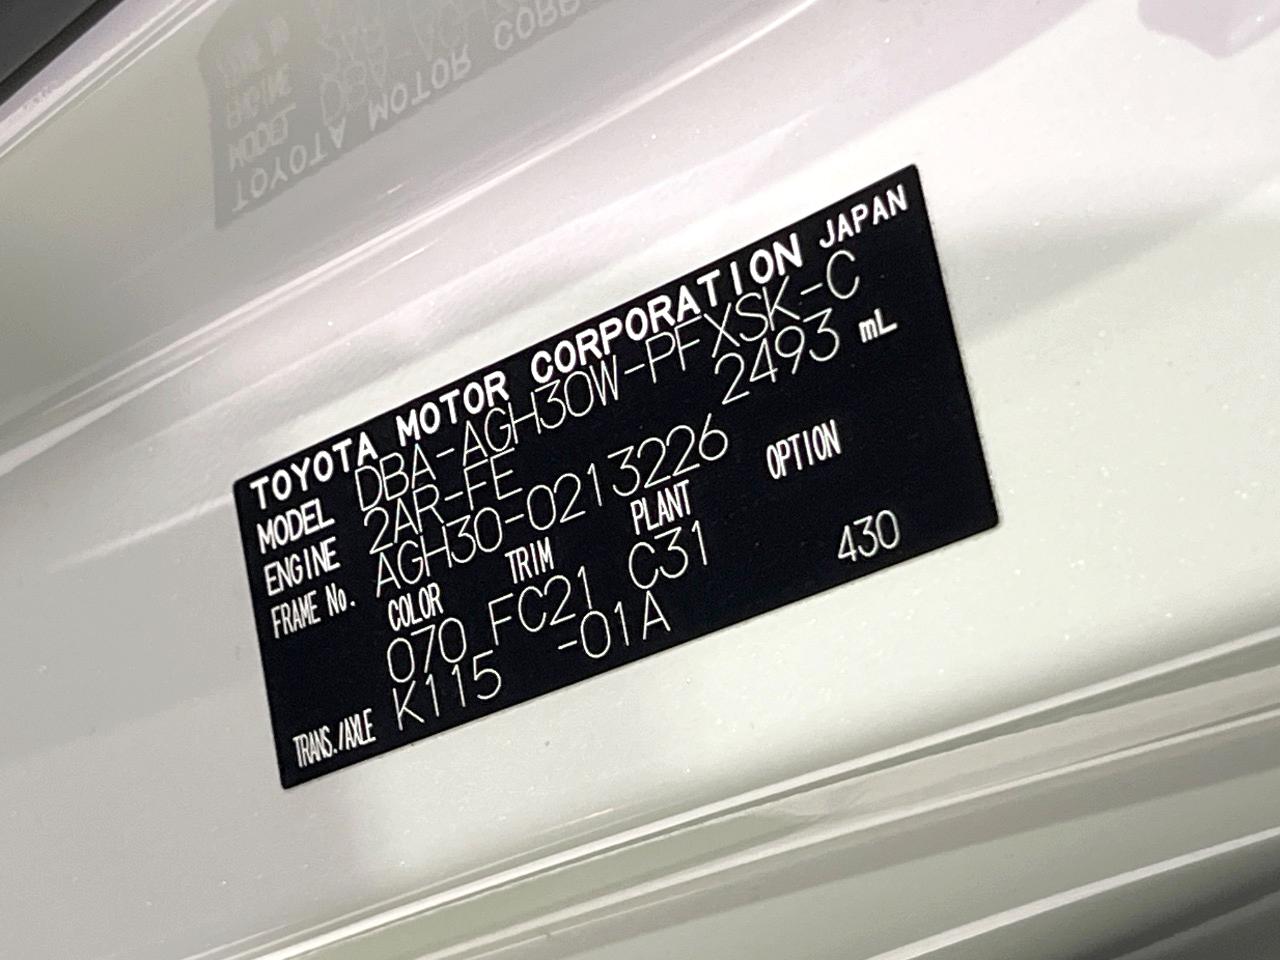 TOYOTA MOTOR CORPORATION JAPAN
MODEL DBA-AGH30W-PFXSK-C
ENGINE 2AR-FE 2493 mL
FRAME No. AGH30-0213226
COLOR TRIM PLANT OPTION
070 FC21 C31 430
TRANS./AXLE K115 -01A